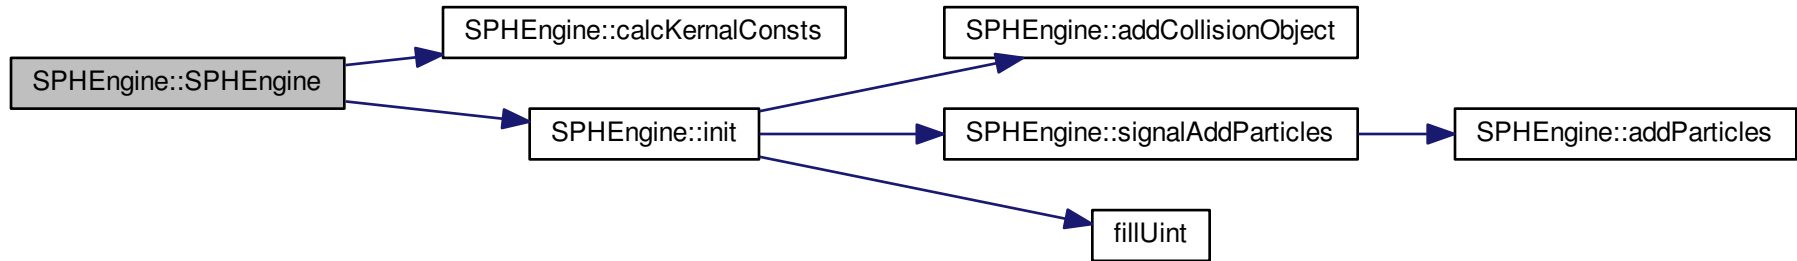 SPHEngine::SPHEngine
SPHEngine::calcKernalConsts
SPHEngine::init
SPHEngine::addCollisionObject
SPHEngine::signalAddParticles
fillUint
SPHEngine::addParticles